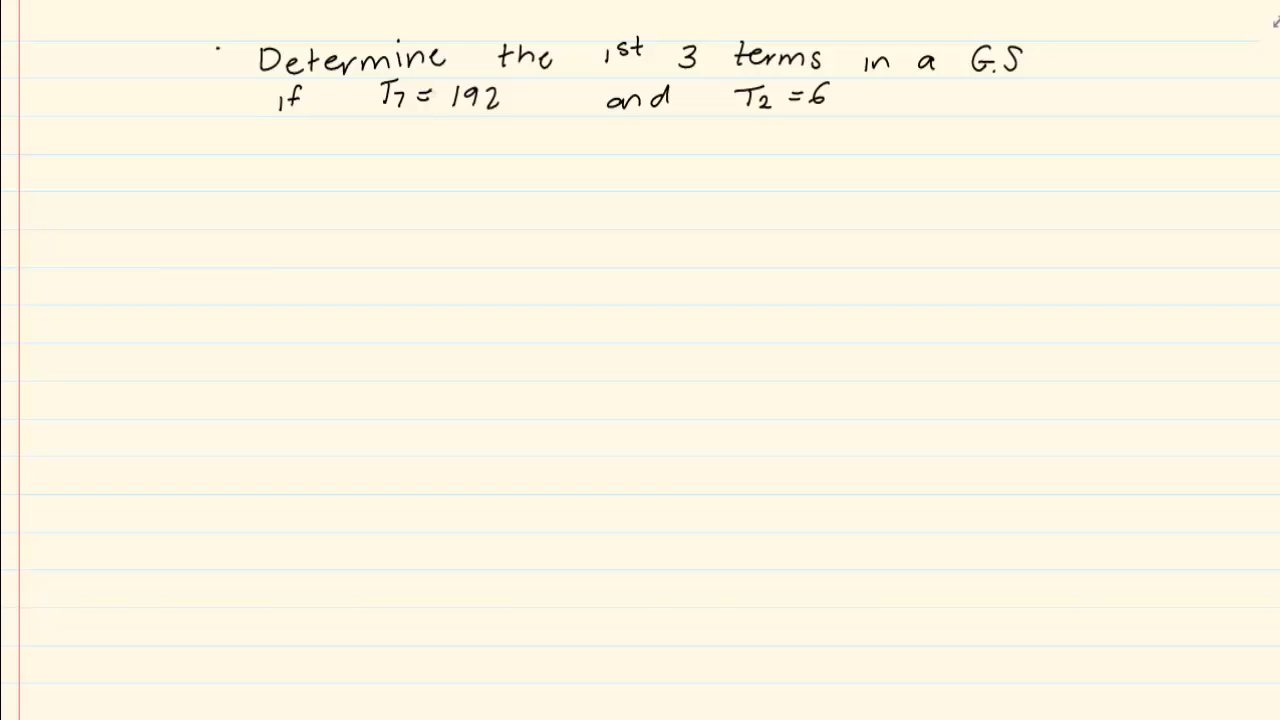 Determine the 1st 3 terms in a G.S
if T₇ = 192 and T₂ = 6